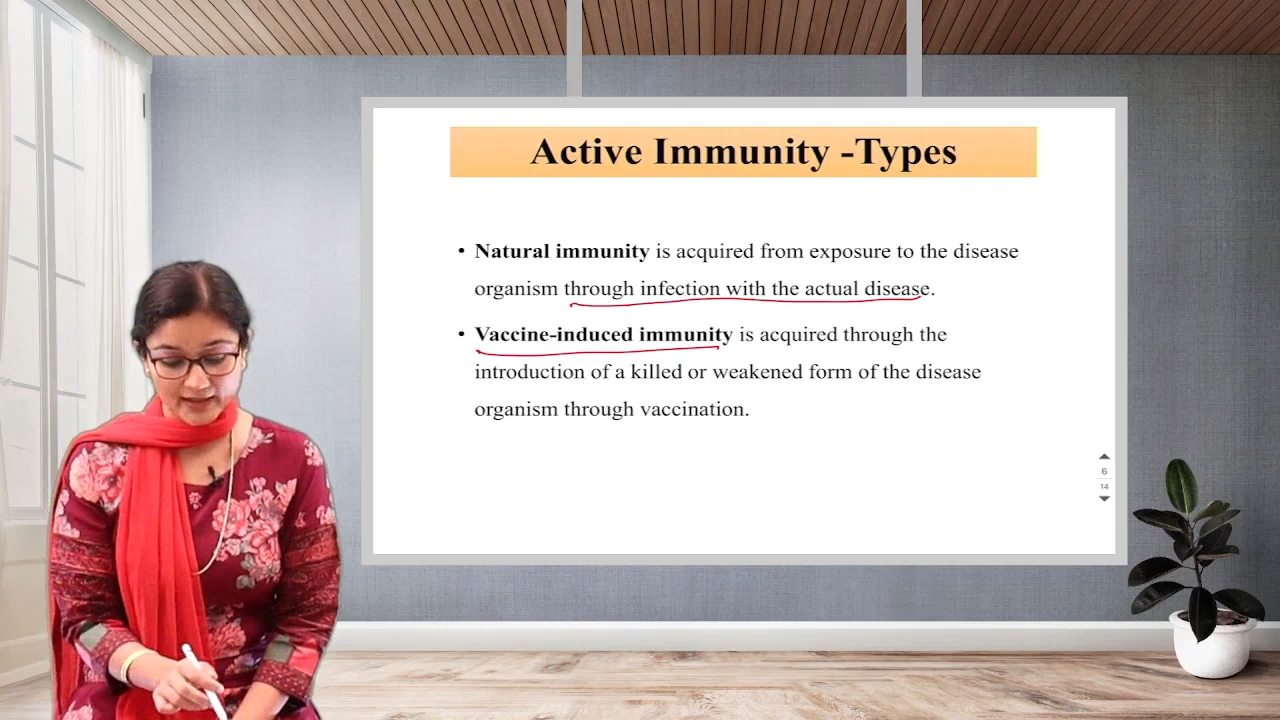 Active Immunity -Types
• Natural immunity is acquired from exposure to the disease
organism through infection with the actual disease.
• Vaccine-induced immunity is acquired through the
introduction of a killed or weakened form of the disease
organism through vaccination.
6
14